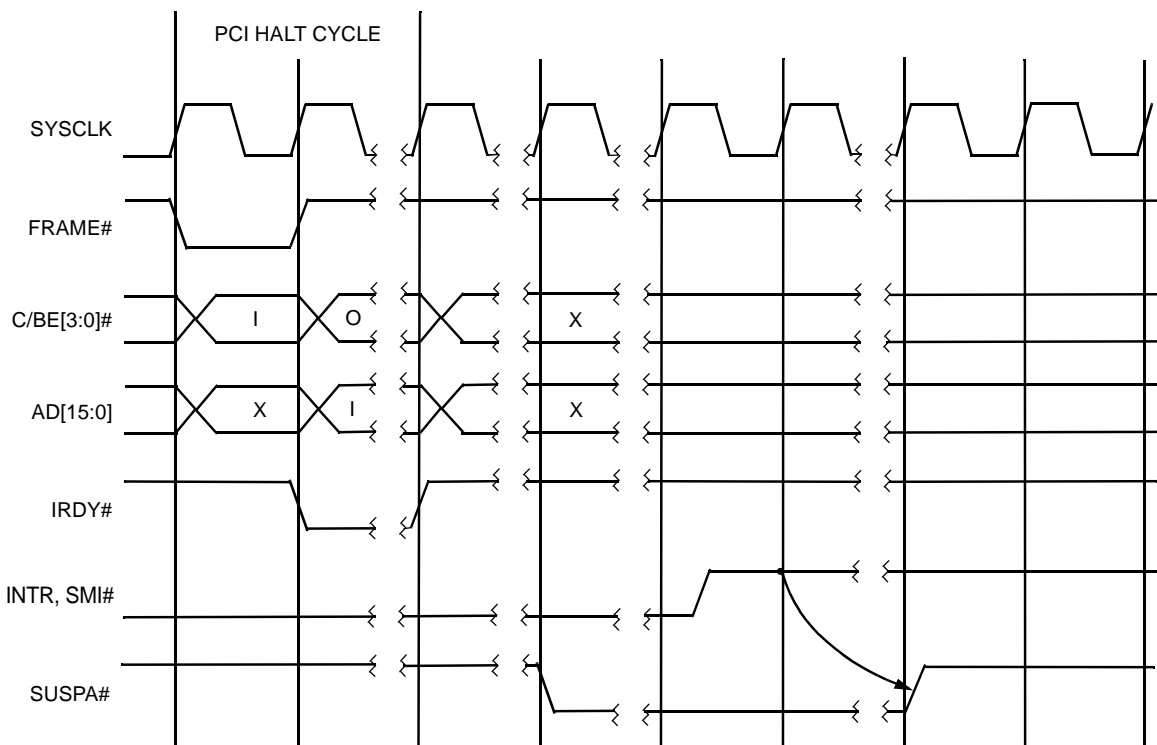 PCI HALT CYCLE
SYSCLK
FRAME#
C/BE[3:0]# I O X
AD[15:0] X I X
IRDY#
INTR, SMI#
SUSPA#